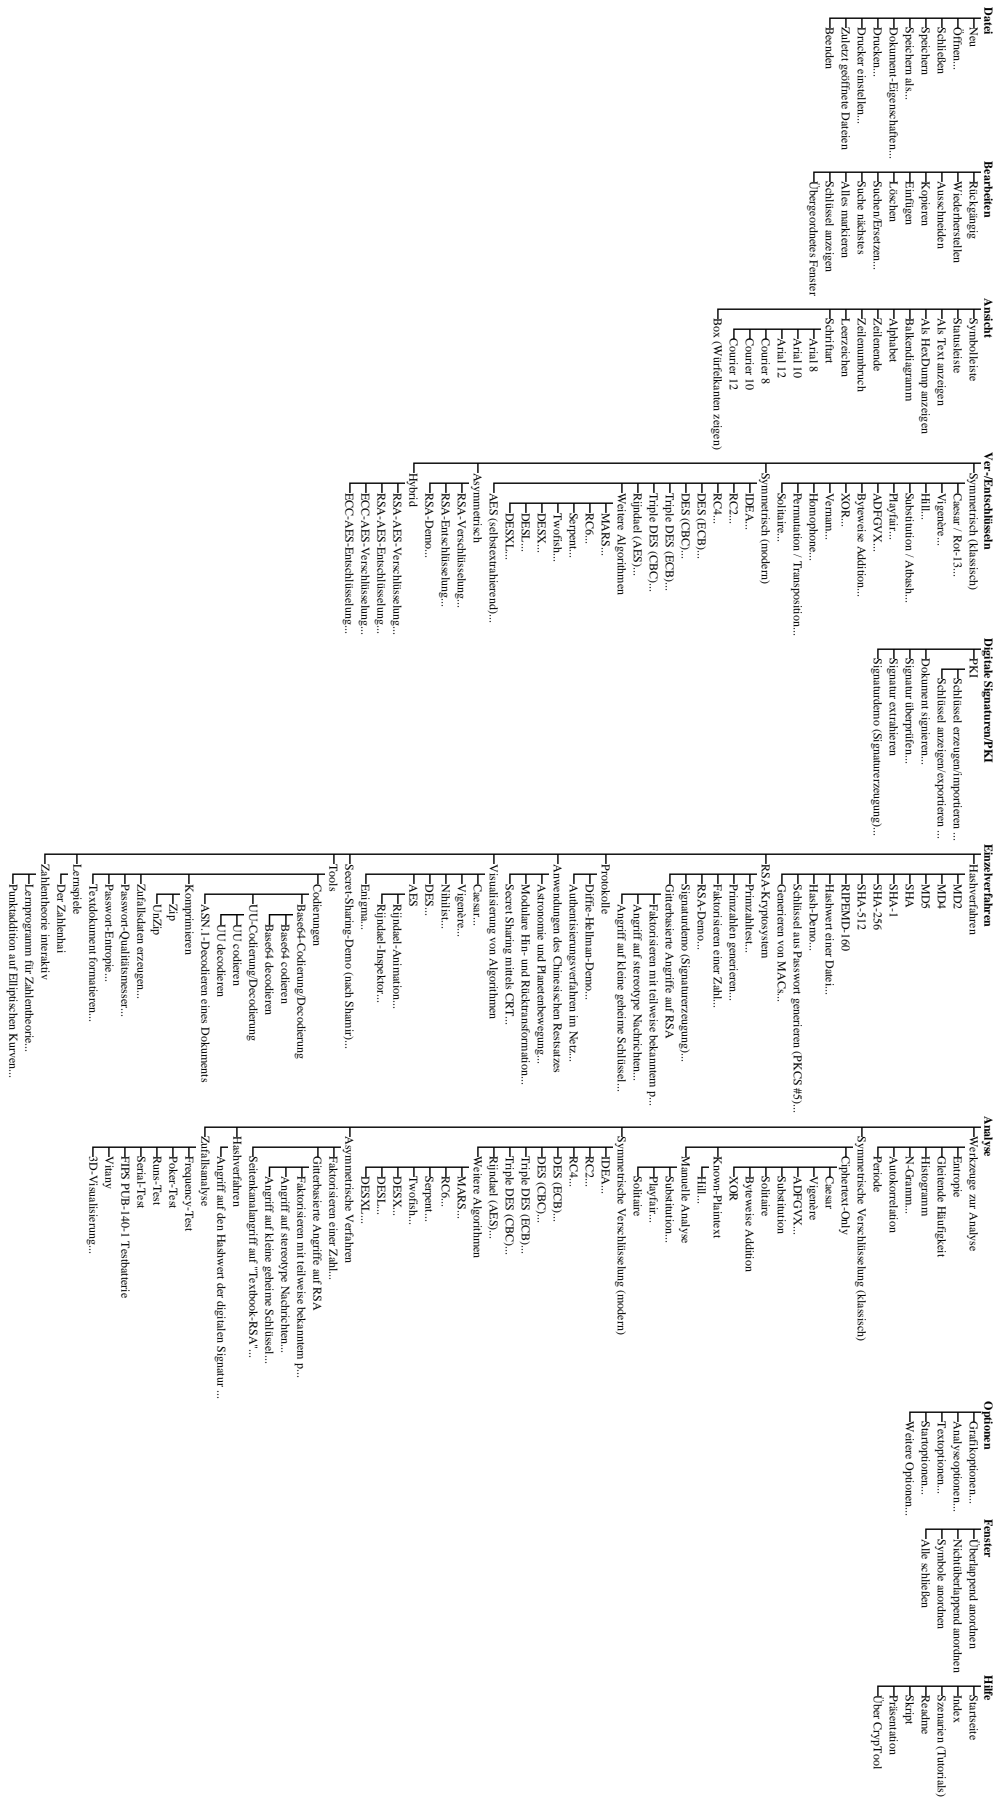 Datei
Neu
Öffnen...
Schließen
Speichern
Speichern als...
Dokument-Eigenschaften...
Drucken...
Drucker einstellen...
Zuletzt geöffnete Dateien
Beenden
Bearbeiten
Rückgängig
Wiederherstellen
Ausschneiden
Kopieren
Einfügen
Löschen
Suchen/Ersetzen...
Suche nächstes
Alles markieren
Schlüssel anzeigen
Übergeordnetes Fenster
Ansicht
Symbolleiste
Statusleiste
Als Text anzeigen
Als HexDump anzeigen
Balkendiagramm
Alphabet
Zeilenende
Zeilenumbruch
Leerzeichen
Schriftart
Arial 8
Arial 10
Arial 12
Courier 8
Courier 10
Courier 12
Box (Würfelkanten zeigen)
Ver-/Entschlüsseln
Symmetrisch (klassisch)
Caesar / Rot-13...
Vigenère...
Hill...
Substitution / Atbash...
Playfair...
ADFGVX...
Byteweise Addition...
XOR...
Vernam...
Homophone...
Permutation / Transposition...
Solitaire...
Symmetrisch (modern)
IDEA...
RC2...
RC4...
DES (ECB)...
DES (CBC)...
Triple DES (ECB)...
Triple DES (CBC)...
Rijndael (AES)...
Weitere Algorithmen
MARS...
RC6...
Serpent...
Twofish...
DESX...
DESL...
DESXL...
AES (selbstextrahierend)...
Asymmetrisch
RSA-Verschlüsselung...
RSA-Entschlüsselung...
RSA-Demo...
Hybrid
RSA-AES-Verschlüsselung...
RSA-AES-Entschlüsselung...
ECC-AES-Verschlüsselung...
ECC-AES-Entschlüsselung...
Digitale Signaturen/PKI
PKI
Schlüssel erzeugen/importieren ...
Schlüssel anzeigen/exportieren ...
Dokument signieren...
Signatur überprüfen...
Signatur extrahieren
Signaturdemo (Signaturerzeugung)...
Einzelverfahren
Hashverfahren
MD2
MD4
MD5
SHA
SHA-1
SHA-256
SHA-512
RIPEMD-160
Hashwert einer Datei...
Hash-Demo...
Schlüssel aus Passwort generieren (PKCS #5)...
Generieren von MACs...
RSA-Kryptosystem
Primzahltest...
Primzahlen generieren...
Faktorisieren einer Zahl...
RSA-Demo...
Signaturdemo (Signaturerzeugung)...
Gitterbasierte Angriffe auf RSA
Faktorisieren mit teilweise bekanntem p...
Angriff auf stereotype Nachrichten...
Angriff auf kleine geheime Schlüssel...
Protokolle
Diffie-Hellman-Demo...
Authentisierungsverfahren im Netz...
Anwendungen des Chinesischen Restsatzes
Astronomie und Planetenbewegung...
Modulare Hin- und Rücktransformation...
Secret Sharing mittels CRT...
Visualisierung von Algorithmen
Caesar...
Vigenère...
Nihilist...
DES...
AES
Rijndael-Animation...
Rijndael-Inspektor...
Enigma...
Secret-Sharing-Demo (nach Shamir)...
Tools
Codierungen
Base64-Codierung/Decodierung
Base64 codieren
Base64 decodieren
UU-Codierung/Decodierung
UU codieren
UU decodieren
ASN.1-Decodieren eines Dokuments
Komprimieren
Zip
UnZip
Zufallsdaten erzeugen...
Passwort-Qualitätsmesser...
Passwort-Entropie...
Textdokument formatieren...
Lernspiele
Der Zahlenhai
Zahlentheorie interaktiv
Lernprogramm für Zahlentheorie...
Punktaddition auf Elliptischen Kurven...
Analyse
Werkzeuge zur Analyse
Entropie
Gleitende Häufigkeit
Histogramm
N-Gramm...
Autokorrelation
Periode
Symmetrische Verschlüsselung (klassisch)
Ciphertext-Only
Caesar
Vigenère
ADFGVX...
Substitution
Solitaire
Byteweise Addition
XOR
Known-Plaintext
Hill...
Manuelle Analyse
Substitution...
Playfair...
Solitaire
Symmetrische Verschlüsselung (modern)
IDEA...
RC2...
RC4...
DES (ECB)...
DES (CBC)...
Triple DES (ECB)...
Triple DES (CBC)...
Rijndael (AES)...
Weitere Algorithmen
MARS...
RC6...
Serpent...
Twofish...
DESX...
DESL...
DESXL...
Asymmetrische Verfahren
Faktorisieren einer Zahl...
Gitterbasierte Angriffe auf RSA
Faktorisieren mit teilweise bekanntem p...
Angriff auf stereotype Nachrichten...
Angriff auf kleine geheime Schlüssel...
Seitenkanalangriff auf "Textbook-RSA"...
Hashverfahren
Angriff auf den Hashwert der digitalen Signatur ...
Zufallsanalyse
Frequency-Test
Poker-Test
Runs-Test
Serial-Test
FIPS PUB-140-1 Testbatterie
Vitany
3D-Visualisierung...
Optionen
Grafikoptionen...
Analyseoptionen...
Textoptionen...
Startoptionen...
Weitere Optionen...
Fenster
Überlappend anordnen
Nichtüberlappend anordnen
Symbole anordnen
Alle schließen
Hilfe
Startseite
Index
Szenarien (Tutorials)
Readme
Skript
Präsentation
Über CrypTool